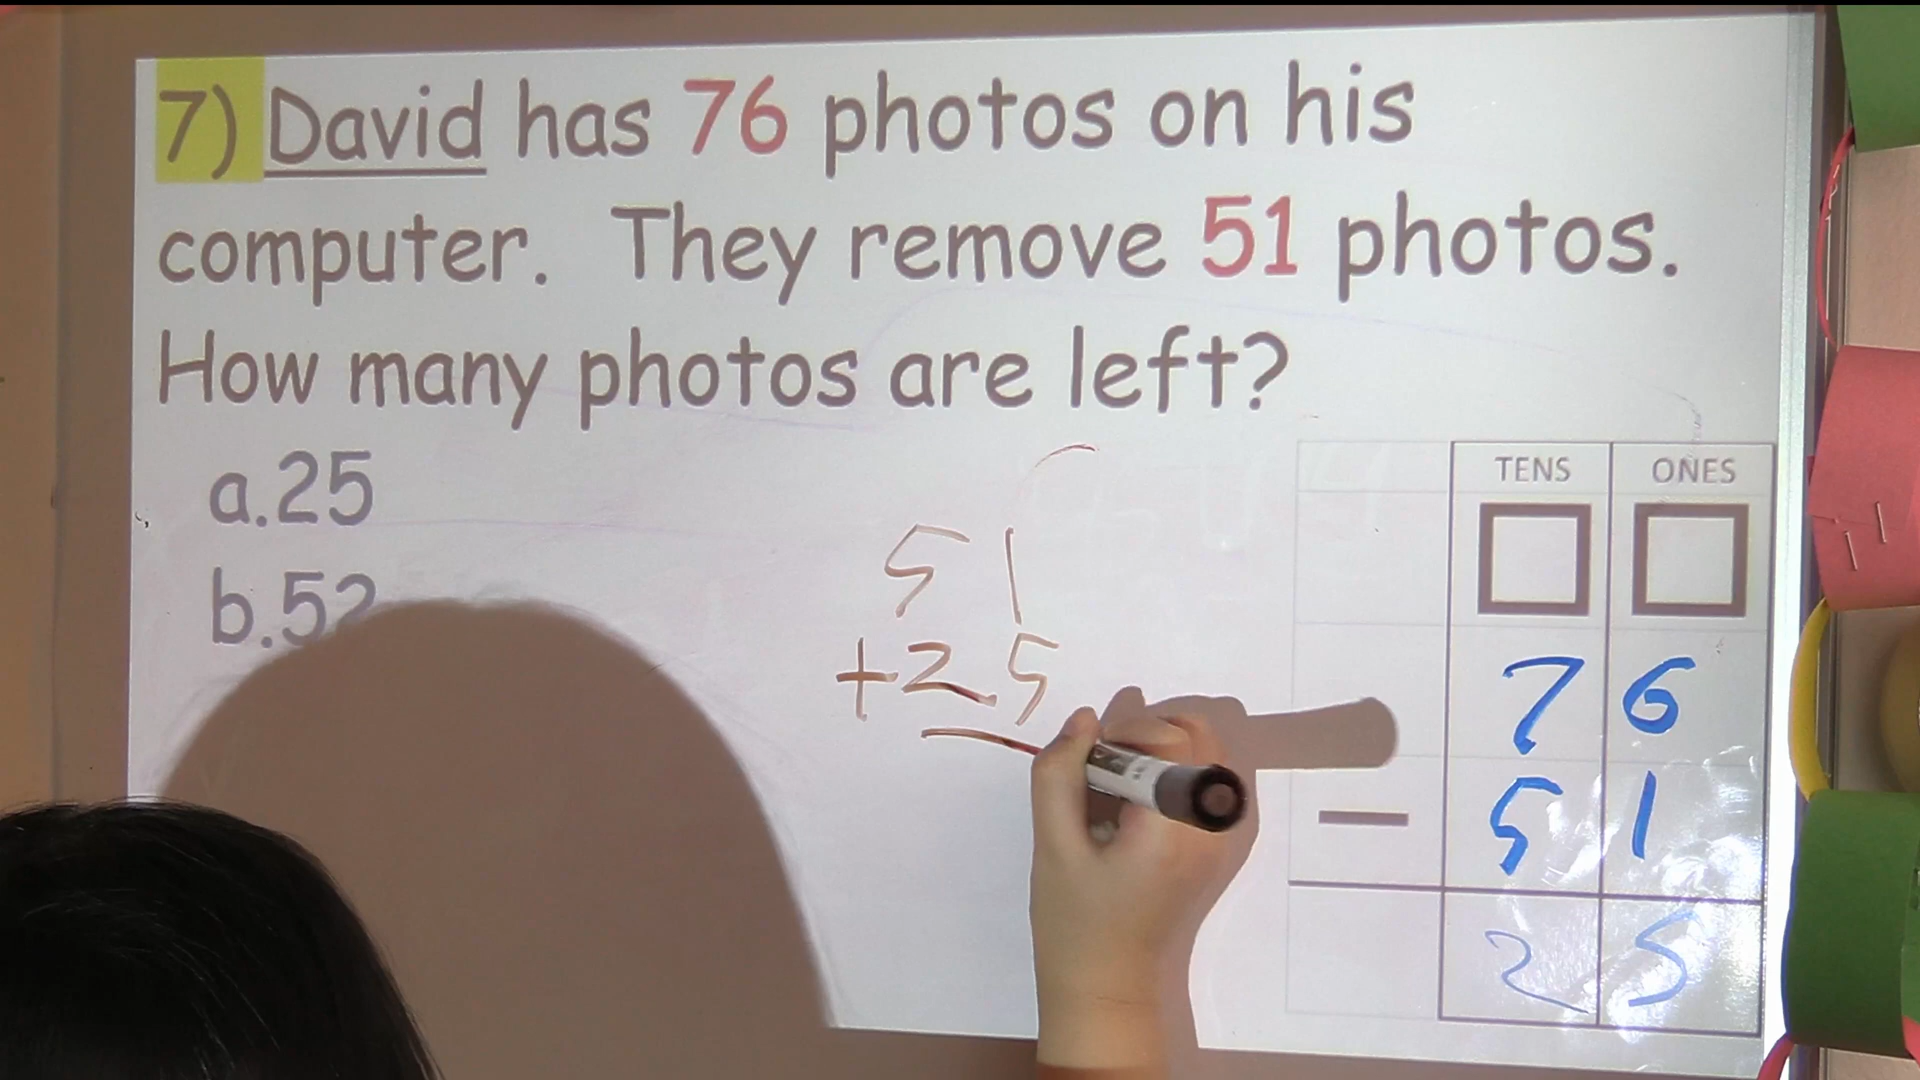 7) David has 76 photos on his
computer. They remove 51 photos.
How many photos are left?
a.25
b.52
51
+25
TENS ONES
76
- 51
25